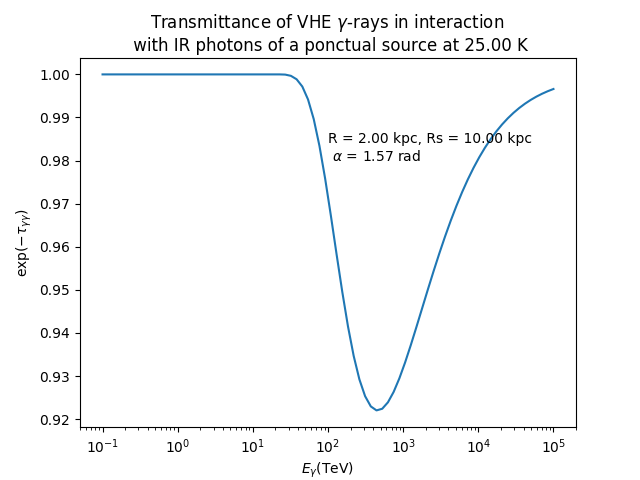 Transmittance of VHE γ-rays in interaction
with IR photons of a ponctual source at 25.00 K
1.00
0.99
0.98
0.97
0.96
0.95
0.94
0.93
0.92
exp(−τγγ)
R = 2.00 kpc, Rs = 10.00 kpc
α = 1.57 rad
10⁻¹ 10⁰ 10¹ 10² 10³ 10⁴ 10⁵
Eγ(TeV)